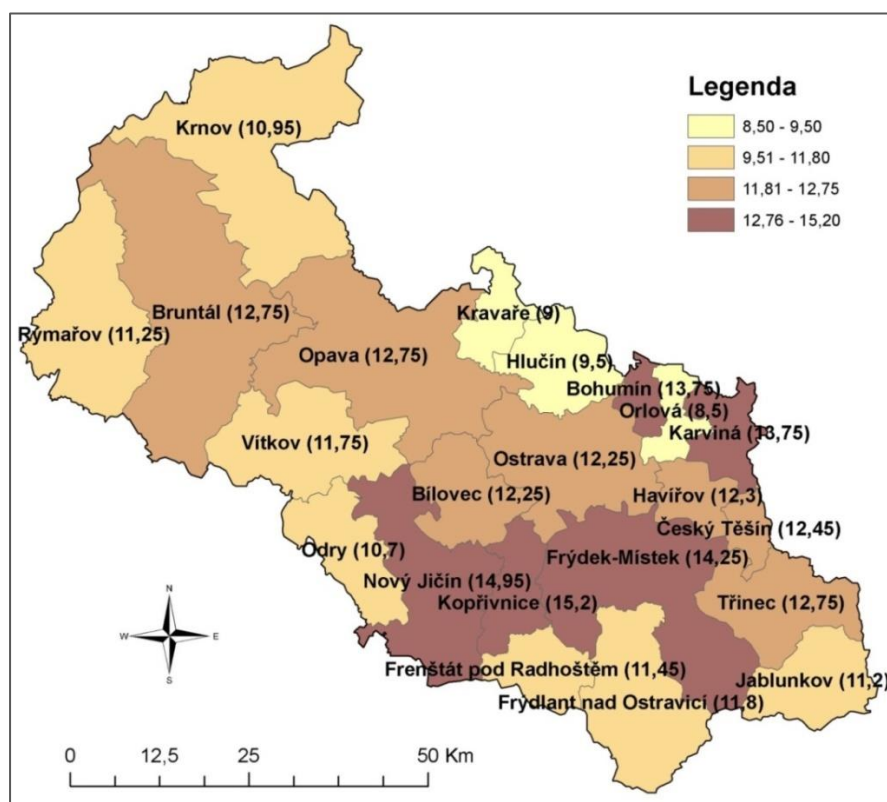 Legenda
8,50 - 9,50
9,51 - 11,80
11,81 - 12,75
12,76 - 15,20
Krnov (10,95)
Bruntál (12,75)
Rýmařov (11,25)
Kravaře (9)
Opava (12,75)
Hlučín (9,5)
Bohumín (13,75)
Orlová (8,5)
Karviná (13,75)
Vítkov (11,75)
Ostrava (12,25)
Bílovec (12,25)
Havířov (12,3)
Český Těšín (12,45)
Odry (10,7)
Frýdek-Místek (14,25)
Nový Jičín (14,95)
Kopřivnice (15,2)
Třinec (12,75)
Frenštát pod Radhoštěm (11,45)
Jablunkov (11,2)
Frýdlant nad Ostravicí (11,8)
N
W E
S
0 12,5 25 50 Km